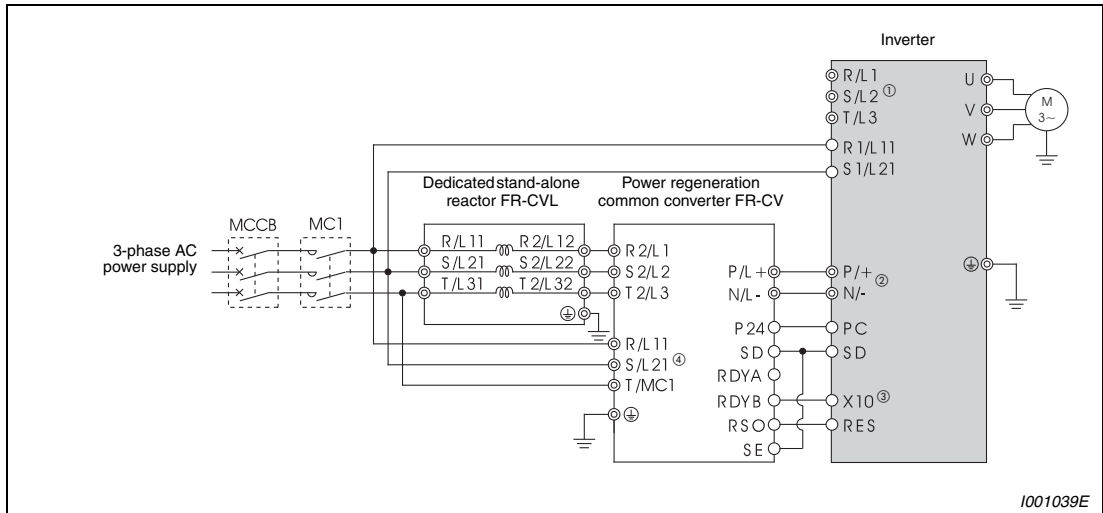 Inverter
R/L1
S/L2 ①
T/L3
U
V
W
M
3~
R1/L11
S1/L21
Dedicated stand-alone
reactor FR-CVL
Power regeneration
common converter FR-CV
MCCB
MC1
3-phase AC
power supply
R/L11
R2/L12
S/L21
S2/L22
T/L31
T2/L32
R2/L1
S2/L2
T2/L3
P/L+
N/L-
P/+
②
N/-
P24
PC
SD
SD
R/L11
S/L21 ④
T/MC1
RDYA
RDYB
X10 ③
RSO
RES
SE
I001039E